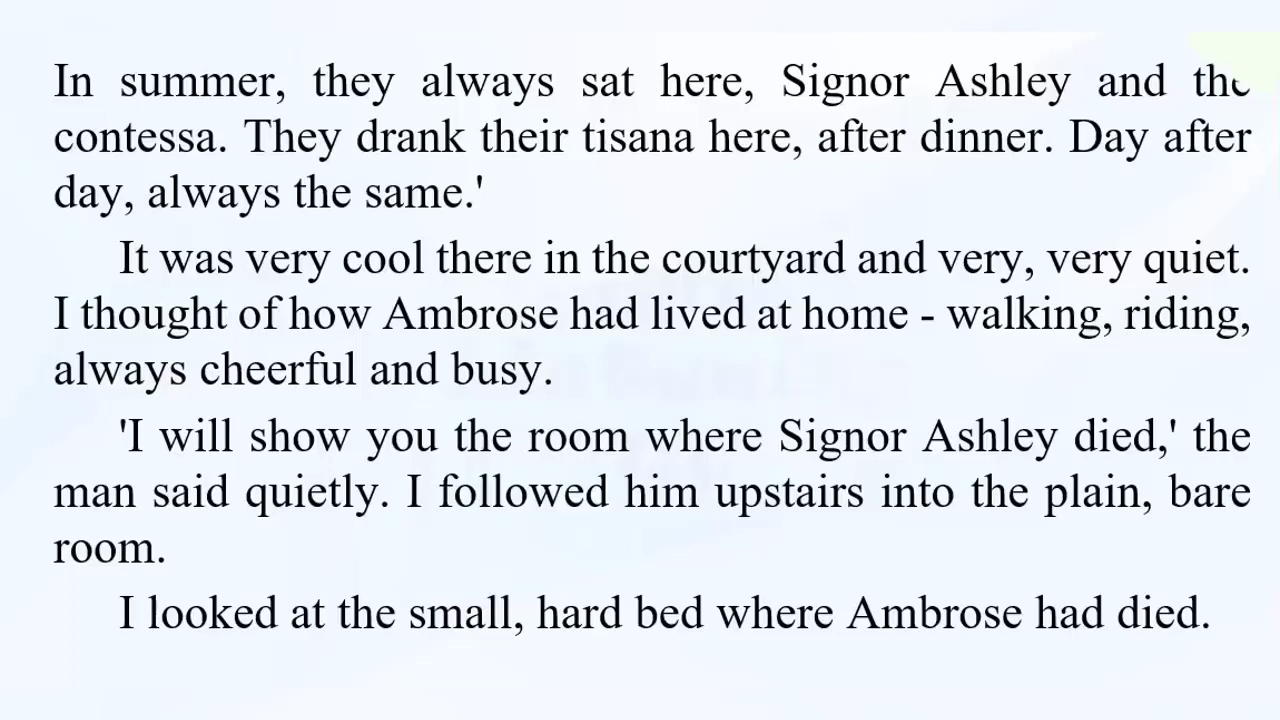 In summer, they always sat here, Signor Ashley and the
contessa. They drank their tisana here, after dinner. Day after
day, always the same.'
It was very cool there in the courtyard and very, very quiet.
I thought of how Ambrose had lived at home - walking, riding,
always cheerful and busy.
'I will show you the room where Signor Ashley died,' the
man said quietly. I followed him upstairs into the plain, bare
room.
I looked at the small, hard bed where Ambrose had died.